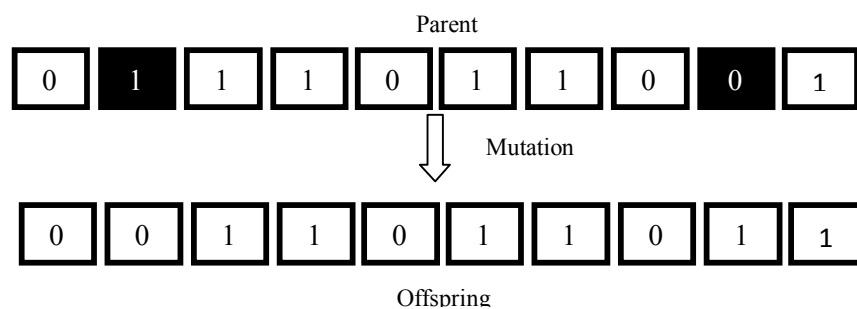 Parent
0 1 1 1 0 1 1 0 0 1
Mutation
0 0 1 1 0 1 1 0 1 1
Offspring